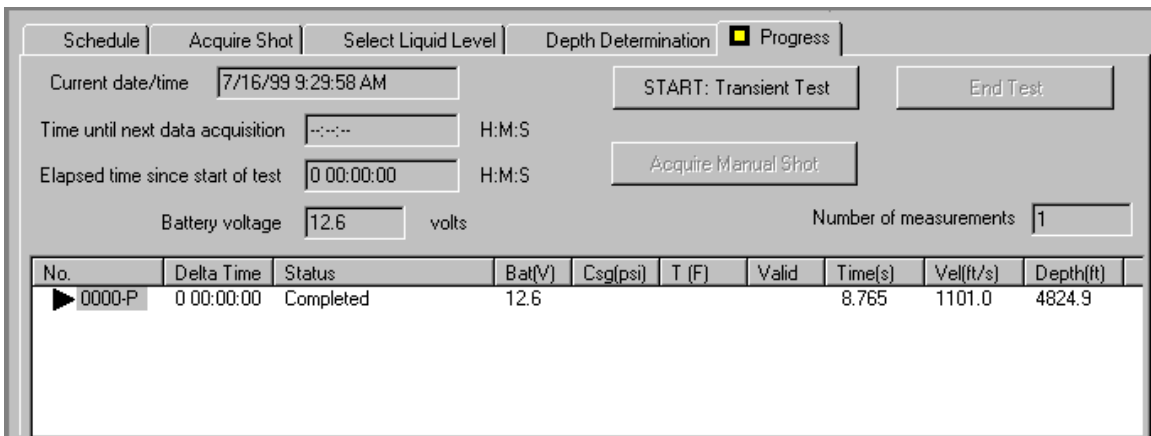 Schedule Acquire Shot Select Liquid Level Depth Determination Progress
Current date/time 7/16/99 9:29:58 AM START: Transient Test End Test
Time until next data acquisition --:--:-- H:M:S
Acquire Manual Shot
Elapsed time since start of test 0 00:00:00 H:M:S
Battery voltage 12.6 volts Number of measurements 1
No. Delta Time Status Bat(V) Csg(psi) T (F) Valid Time(s) Vel(ft/s) Depth(ft)
0000-P 0 00:00:00 Completed 12.6 8.765 1101.0 4824.9